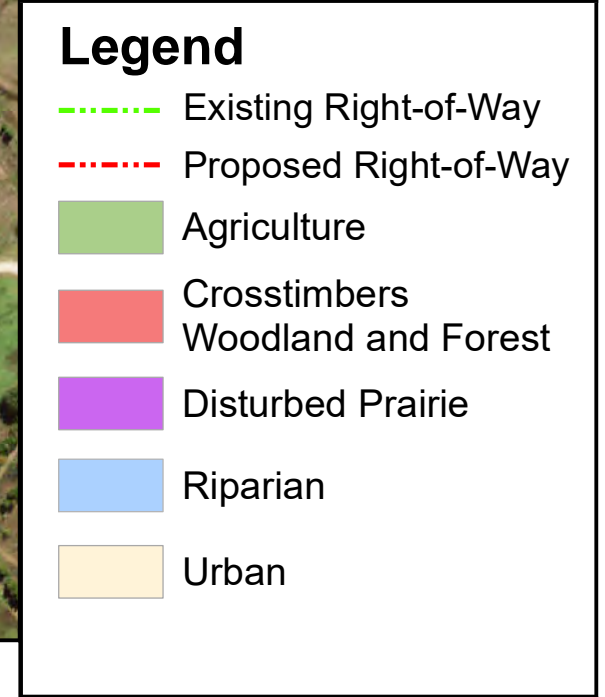 Legend
Existing Right-of-Way
Proposed Right-of-Way
Agriculture
Crosstimbers
Woodland and Forest
Disturbed Prairie
Riparian
Urban